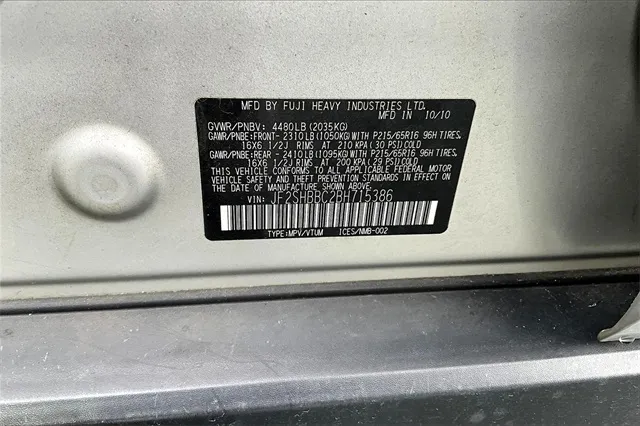 MFD BY FUJI HEAVY INDUSTRIES LTD.
MFD IN 10/10
GVWR/PNBV: 4480LB (2035KG)
GAWR/PNBE:FRONT- 2310LB (1050KG)WITH P215/65R16 96H TIRES,
16X6 1/2J RIMS AT 210 KPA (30 PSI) COLD
GAWR/PNBE:REAR - 2410LB (1095KG)WITH P215/65R16 96H TIRES,
16X6 1/2J RIMS AT 200 KPA (29 PSI) COLD
THIS VEHICLE CONFORMS TO ALL APPLICABLE FEDERAL MOTOR
VEHICLE SAFETY AND THEFT PREVENTION STANDARDS
IN EFFECT ON THE DATE OF MANUFACTURE SHOWN ABOVE.
VIN: JF2SHBBC2BH715386
TYPE:MPV/VTUM ICES/NMB-002